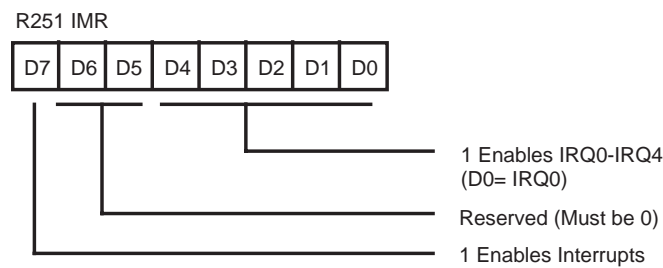 R251 IMR
D7 D6 D5 D4 D3 D2 D1 D0
1 Enables IRQ0-IRQ4
(D0= IRQ0)
Reserved (Must be 0)
1 Enables Interrupts